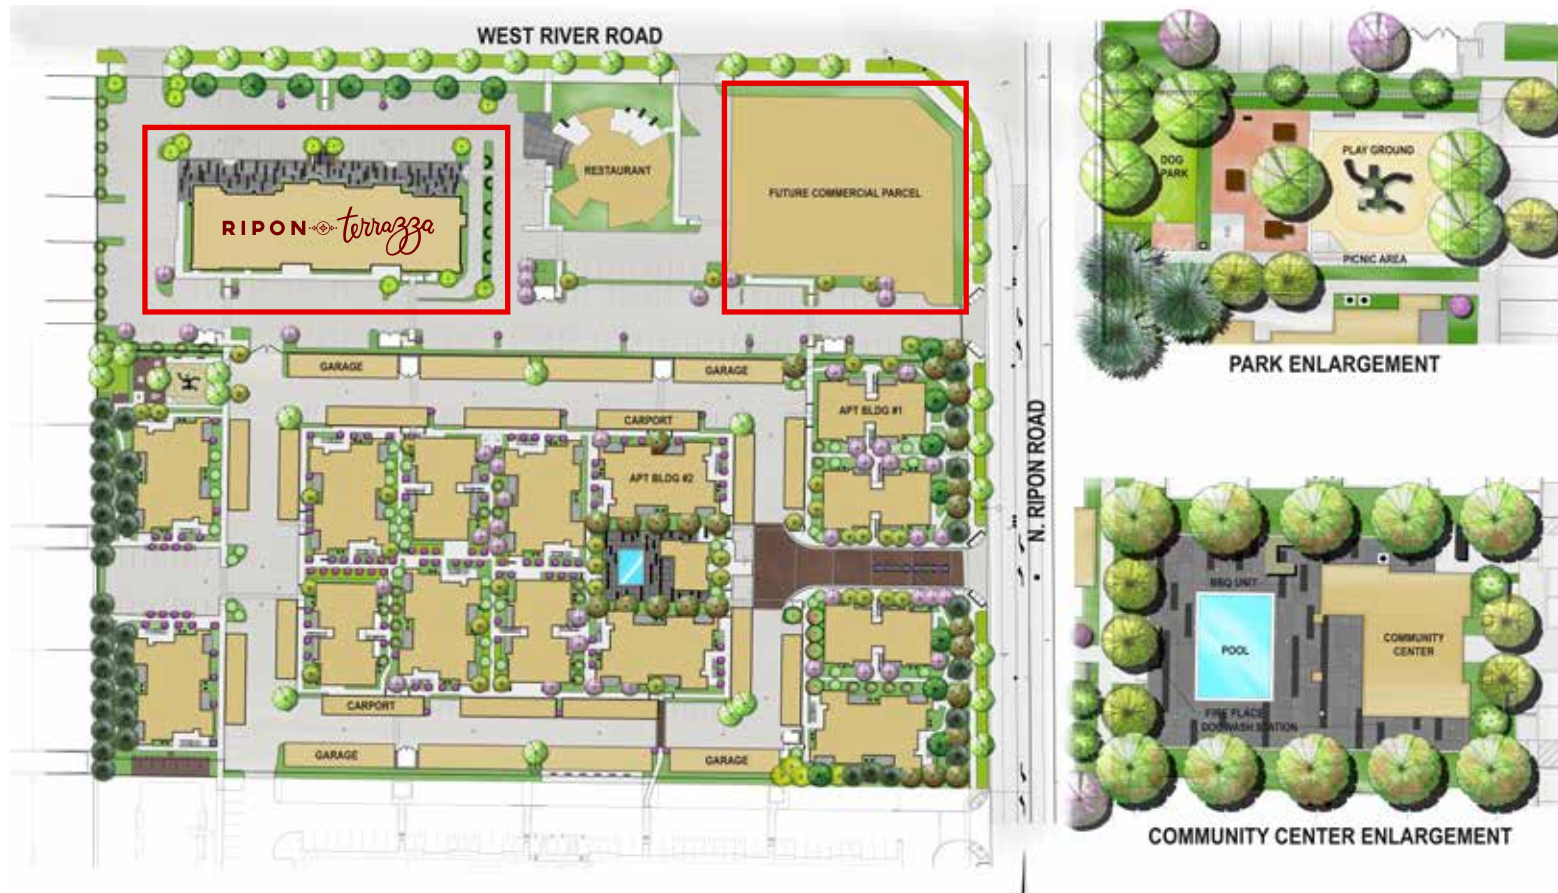 WEST RIVER ROAD
RESTAURANT
FUTURE COMMERCIAL PARCEL
RIPON terrazza
GARAGE
GARAGE
CARPORT
APT BLDG #1
APT BLDG #2
N. RIPON ROAD
CARPORT
GARAGE
GARAGE
DOG
PARK
PLAY GROUND
PICNIC AREA
PARK ENLARGEMENT
BBQ UNIT
POOL
COMMUNITY
CENTER
FIRE PLACE
DOG WASH STATION
COMMUNITY CENTER ENLARGEMENT